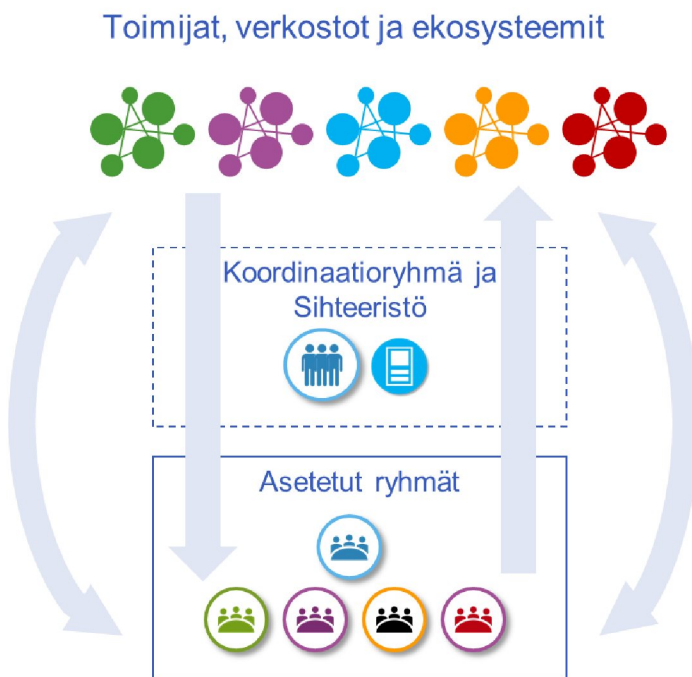 Toimijat, verkostot ja ekosysteemit
Koordinaatioryhmä ja
Sihteeristö
Asetetut ryhmät